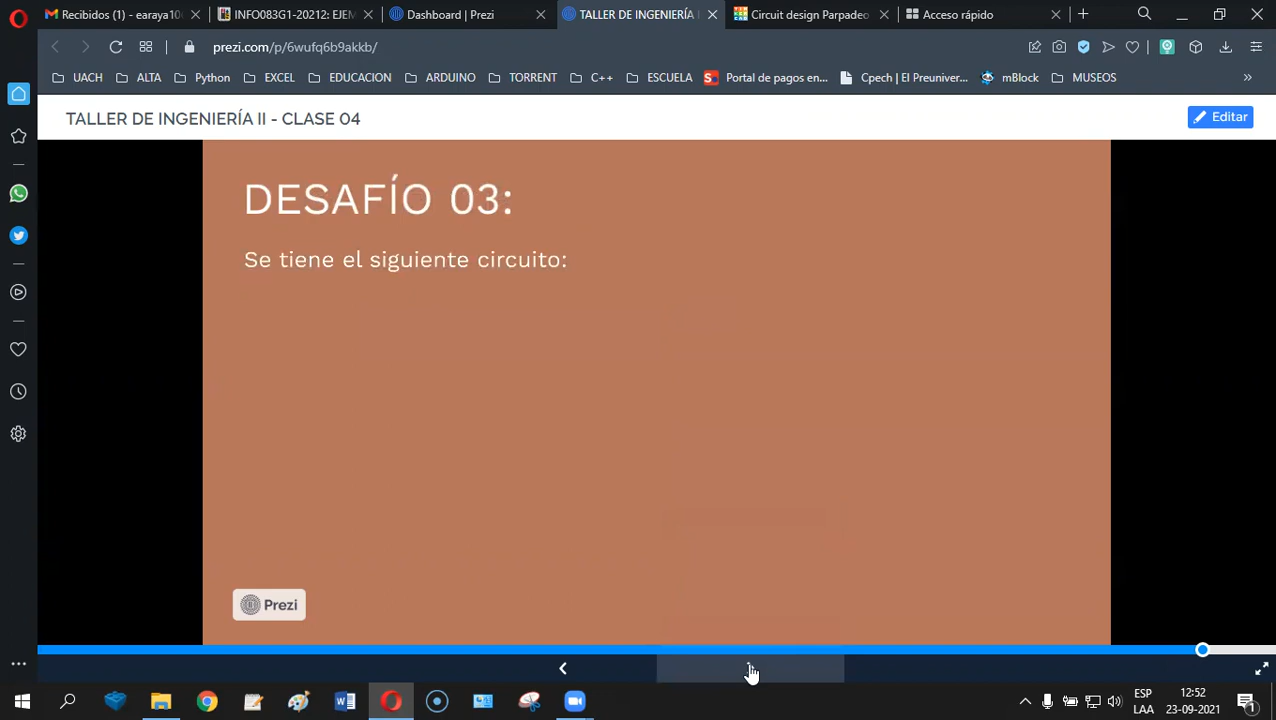 Recibidos (1) - earaya10
INFO083G1-20212: EJEM
Dashboard | Prezi
TALLER DE INGENIERÍA
Circuit design Parpadeo
Acceso rápido
prezi.com/p/6wufq6b9akkb/
UACH
ALTA
Python
EXCEL
EDUCACION
ARDUINO
TORRENT
C++
ESCUELA
Portal de pagos en...
Cpech | El Preuniver...
mBlock
MUSEOS
»
TALLER DE INGENIERÍA II - CLASE 04
Editar
DESAFÍO 03:
Se tiene el siguiente circuito:
Prezi
ESP
LAA
12:52
23-09-2021
1